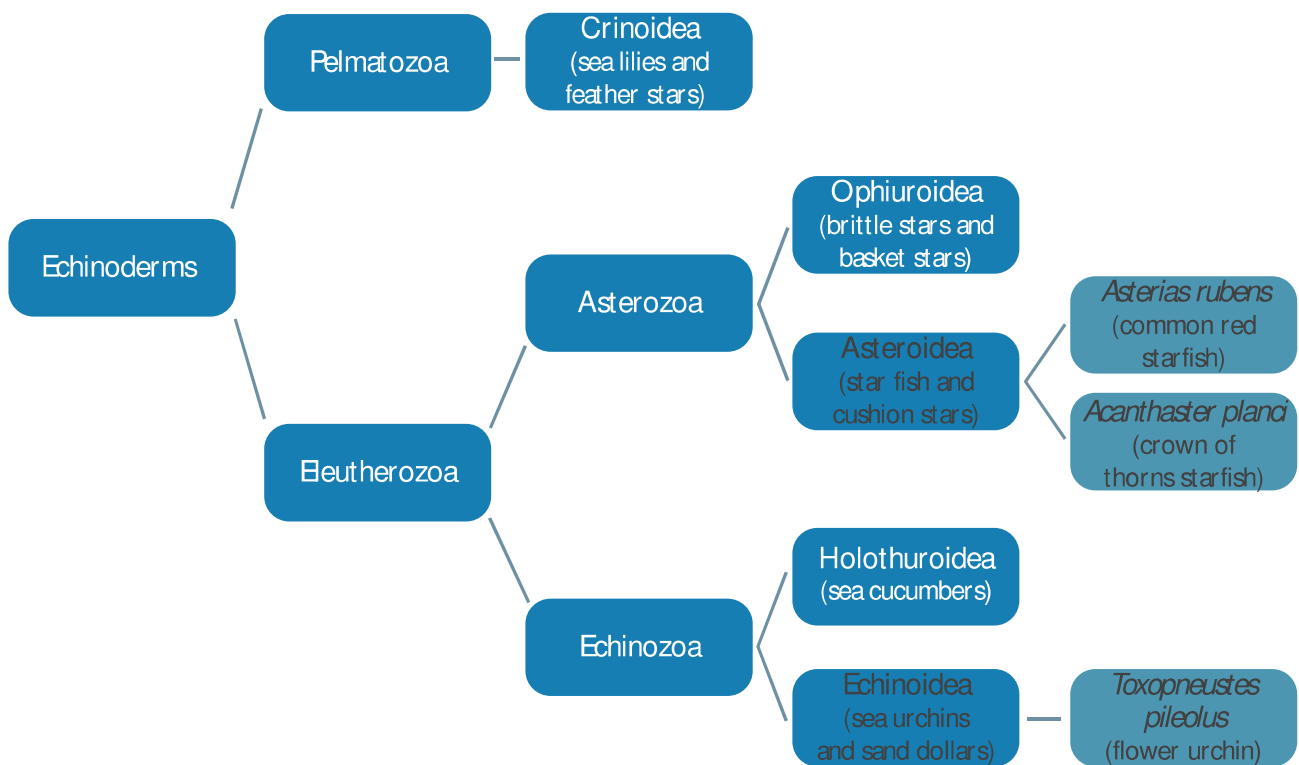 Pelmatozoa
Crinoidea
(sea lilies and
feather stars)
Echinoderms
Ophiuroidea
(brittle stars and
basket stars)
Asterozoa
Asteroidea
(star fish and
cushion stars)
Asterias rubens
(common red
starfish)
Acanthaster planci
(crown of
thorns starfish)
Eleutherozoa
Holothuroidea
(sea cucumbers)
Echinozoa
Echinoidea
(sea urchins
and sand dollars)
Toxopneustes
pileolus
(flower urchin)